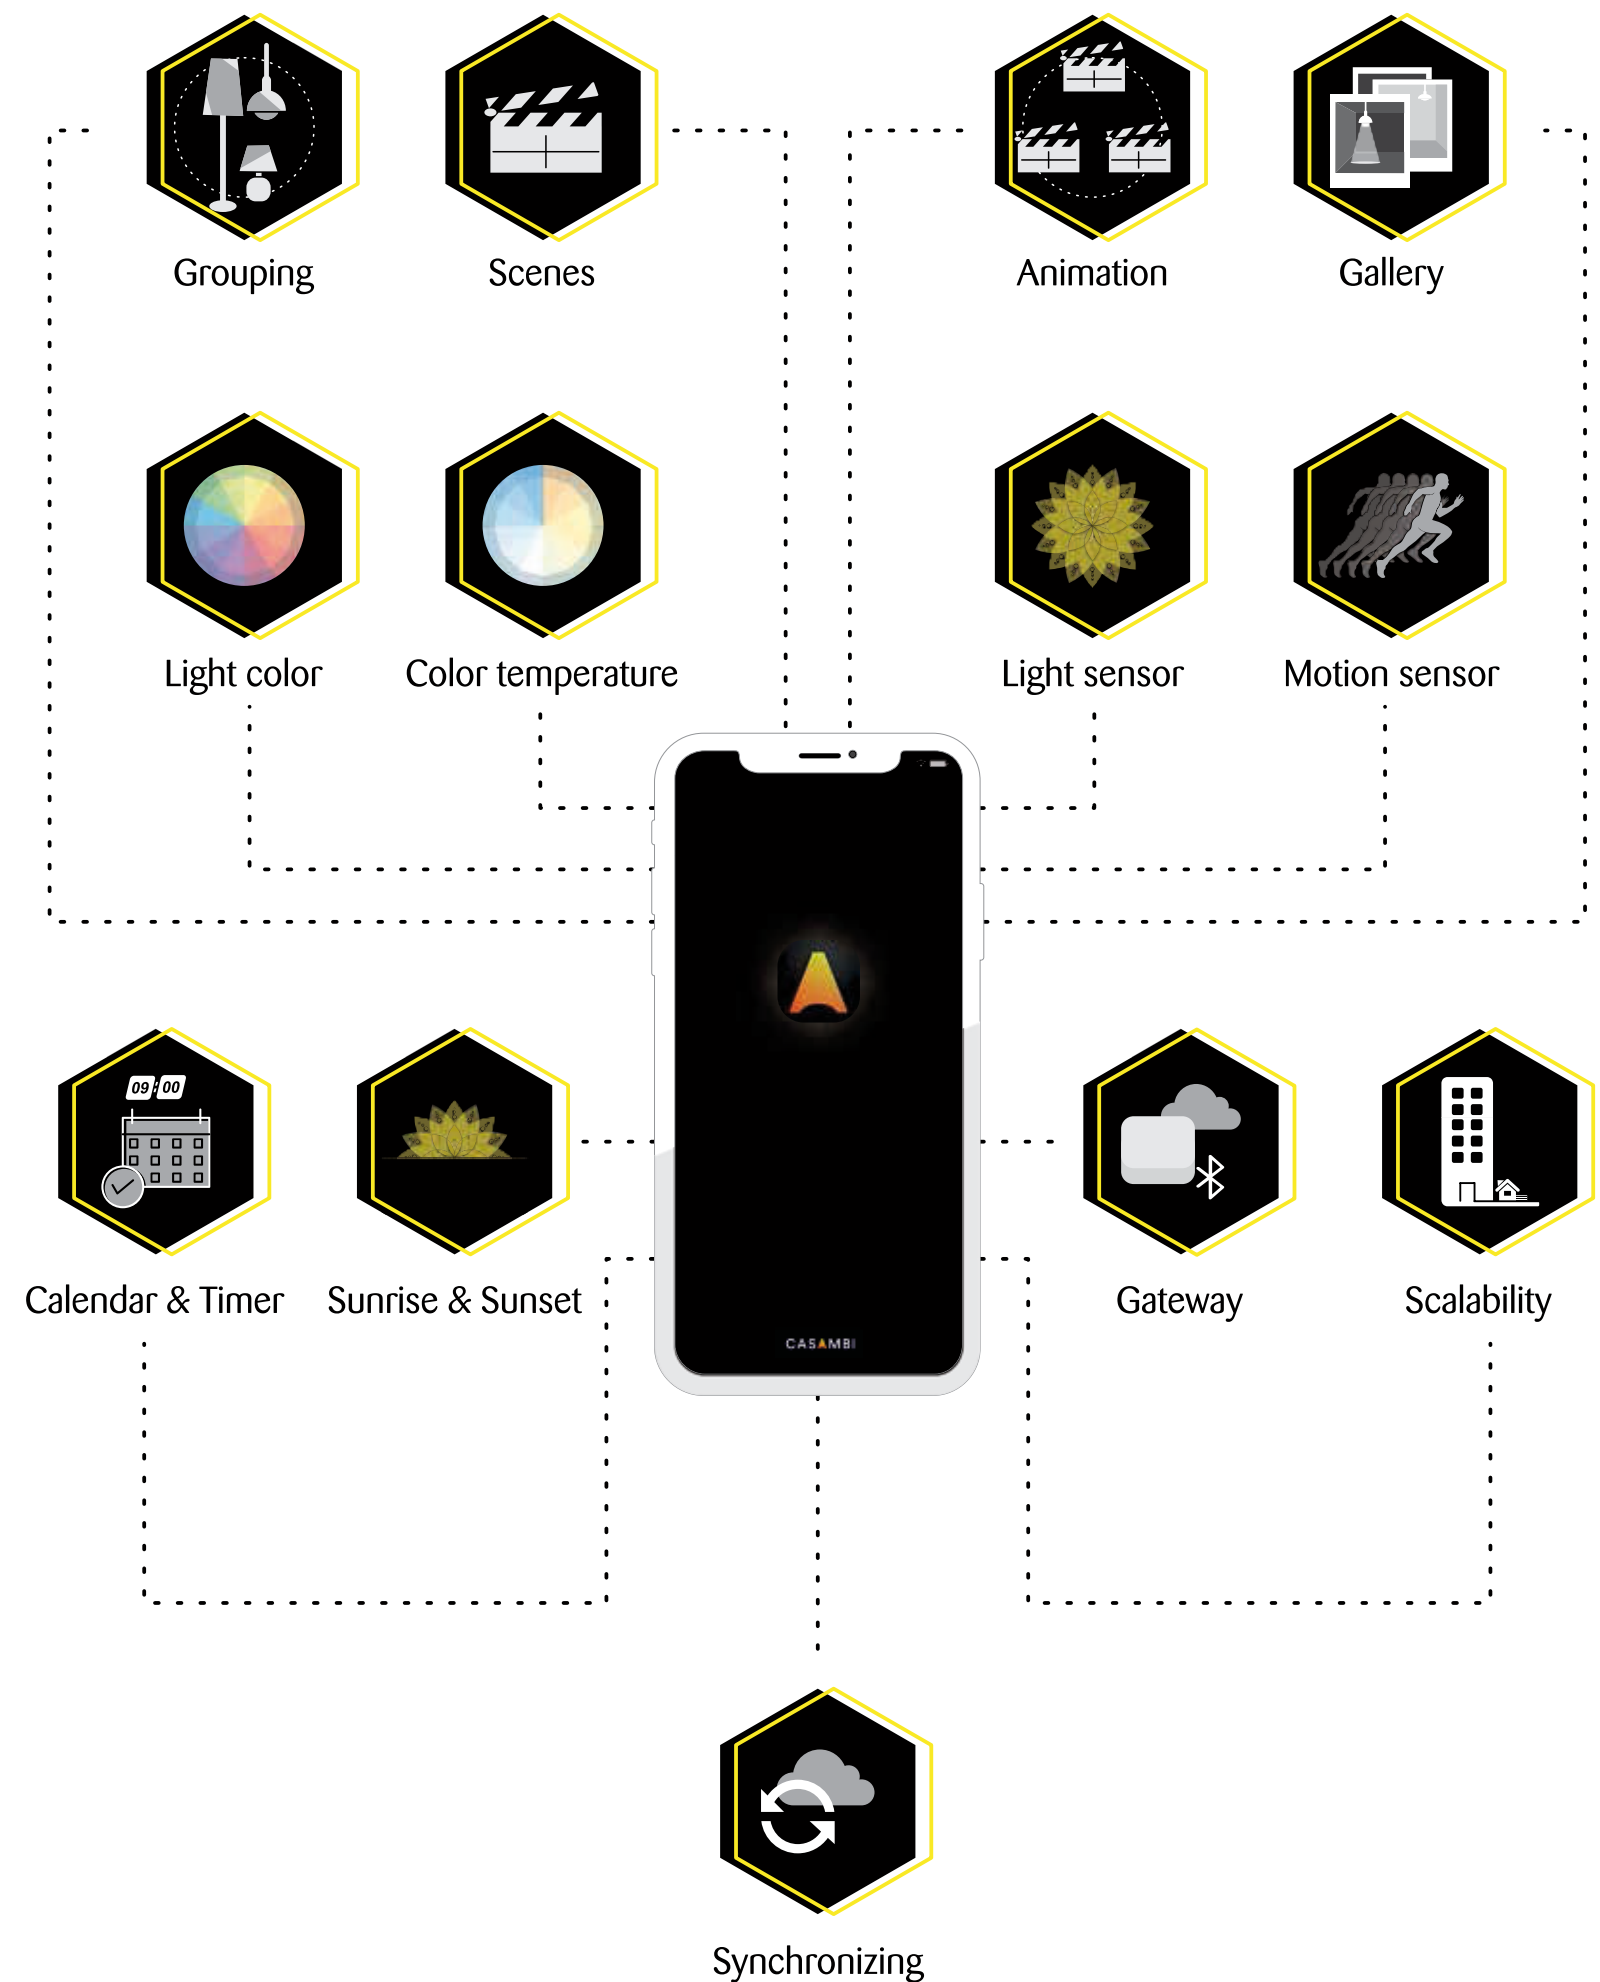 Grouping
Scenes
Animation
Gallery
Light color
Color temperature
Light sensor
Motion sensor
09:00
Calendar & Timer
Sunrise & Sunset
Gateway
Scalability
CASAMBI
Synchronizing